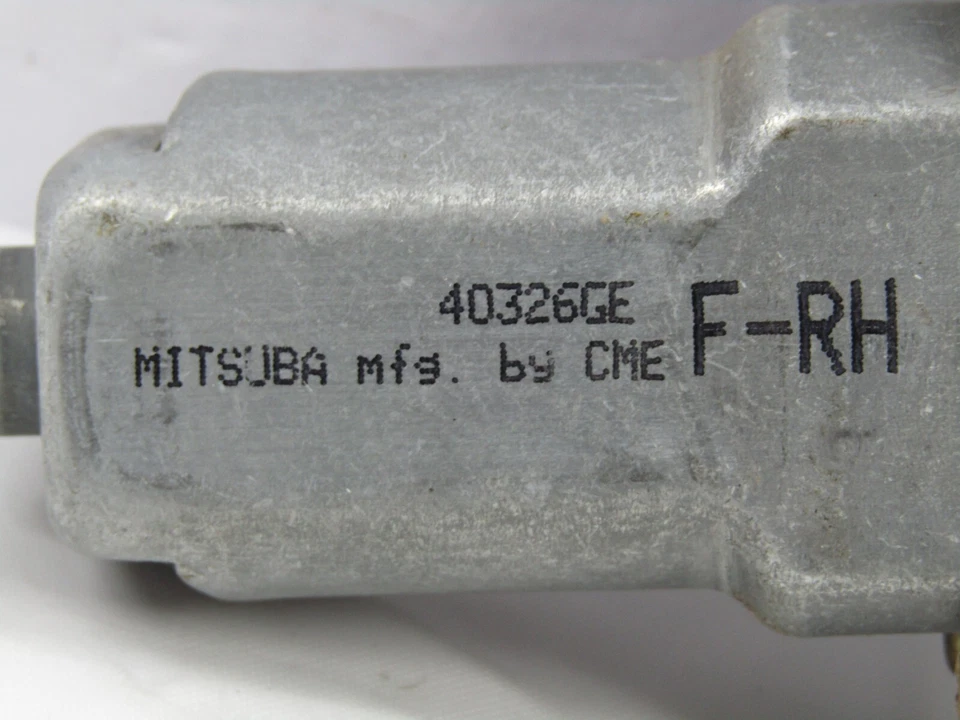 40326GE
MITSUBA mfg. by CME
F-RH